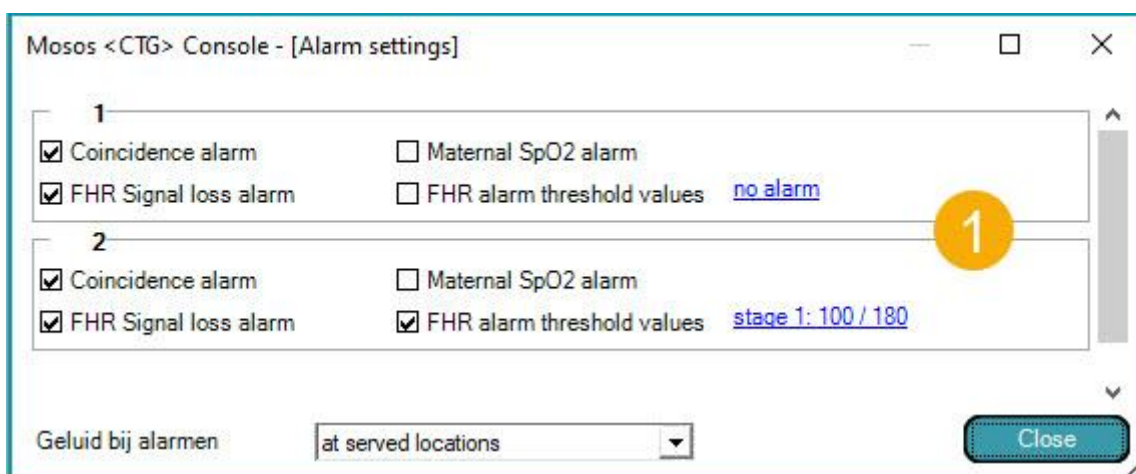 Mosos <CTG> Console - [Alarm settings]
1
Coincidence alarm Maternal SpO2 alarm
FHR Signal loss alarm FHR alarm threshold values no alarm
1
2
Coincidence alarm Maternal SpO2 alarm
FHR Signal loss alarm FHR alarm threshold values stage 1: 100 / 180
Geluid bij alarmen at served locations Close